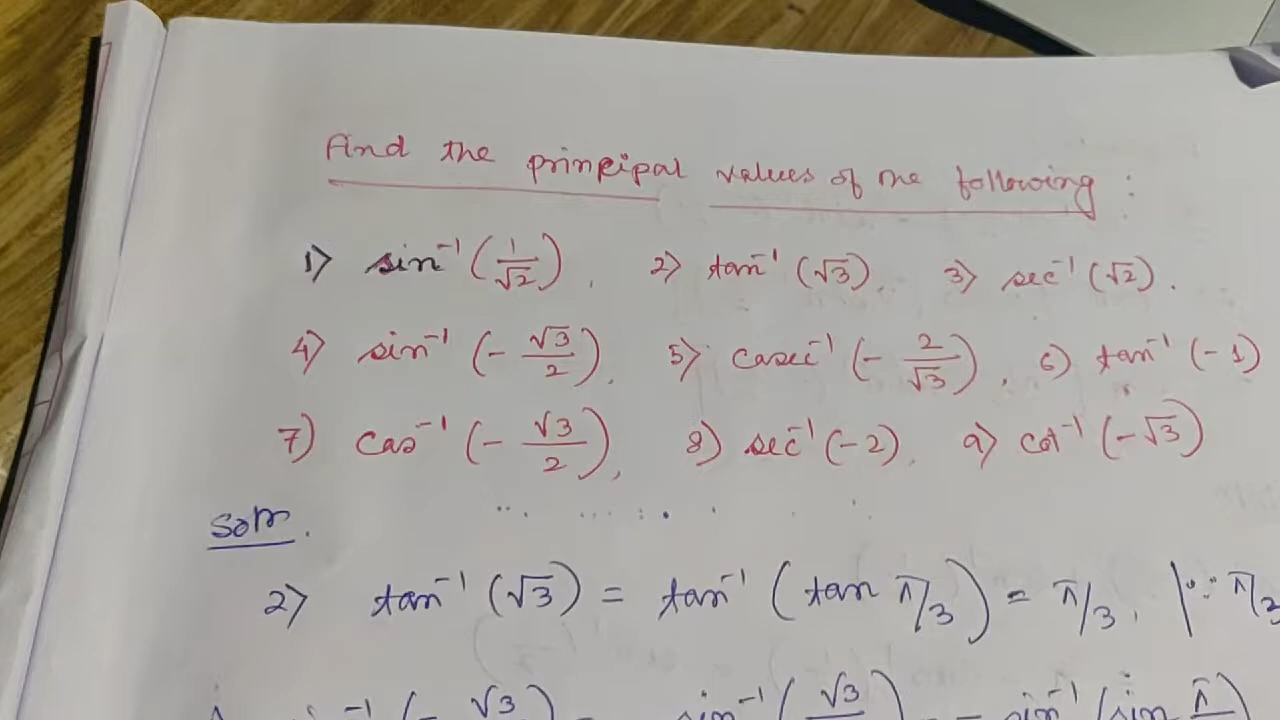 Find the principal values of the following :
1) sin⁻¹ (1/√2) , 2) tan⁻¹ (√3) , 3) sec⁻¹ (√2) .
4) sin⁻¹ (- √3/2) , 5) cosec⁻¹ (- 2/√3) , 6) tan⁻¹ (-1)
7) cos⁻¹ (- √3/2) , 8) sec⁻¹ (-2) , 9) cot⁻¹ (-√3)
Soln.
2) tan⁻¹ (√3) = tan⁻¹ (tan π/3) = π/3 , | ∵ π/3